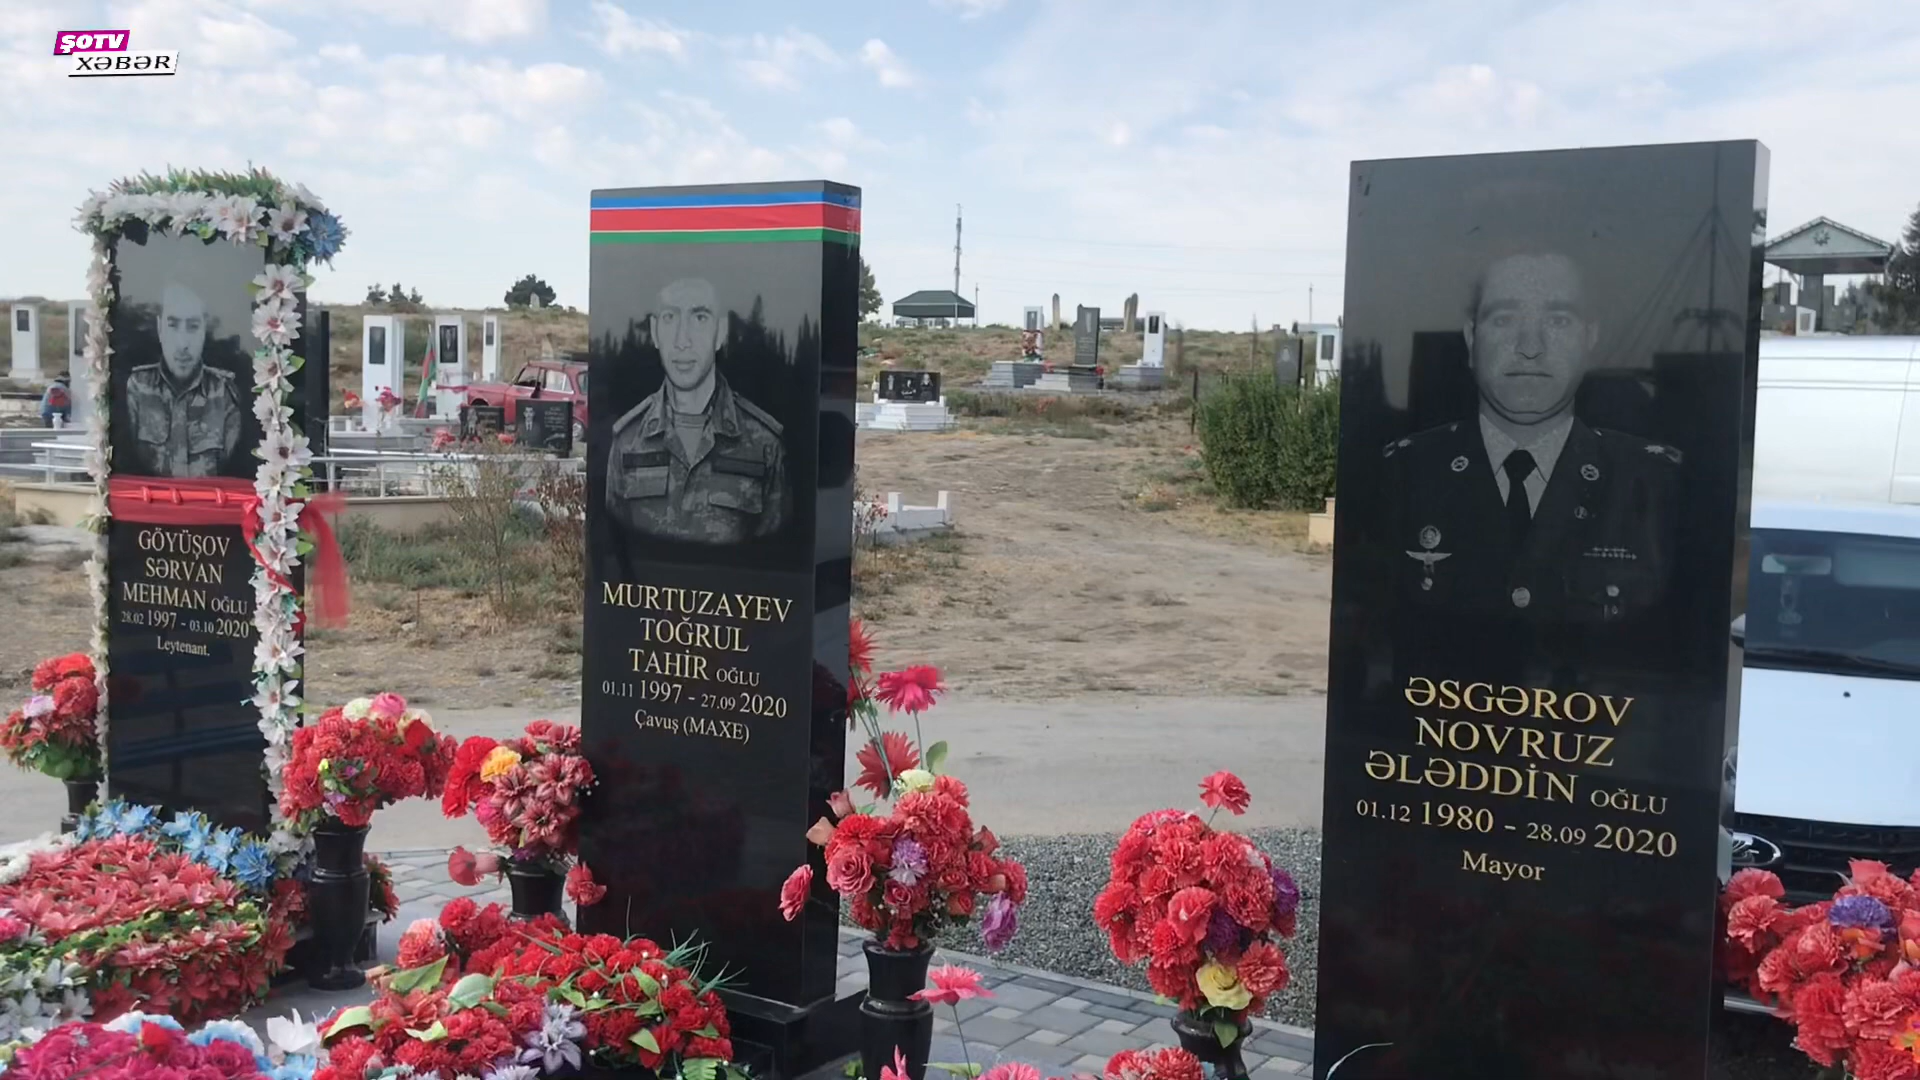 ŞOTV
XƏBƏR
GÖYÜŞOV
SƏRVAN
MEHMAN OĞLU
28.02 1997 - 03.10 2020
Leytenant.
MURTUZAYEV
TOĞRUL
TAHİR OĞLU
01.11 1997 - 27.09 2020
Çavuş (MAXE)
ƏSGƏROV
NOVRUZ
ƏLƏDDİN OĞLU
01.12 1980 - 28.09 2020
Mayor